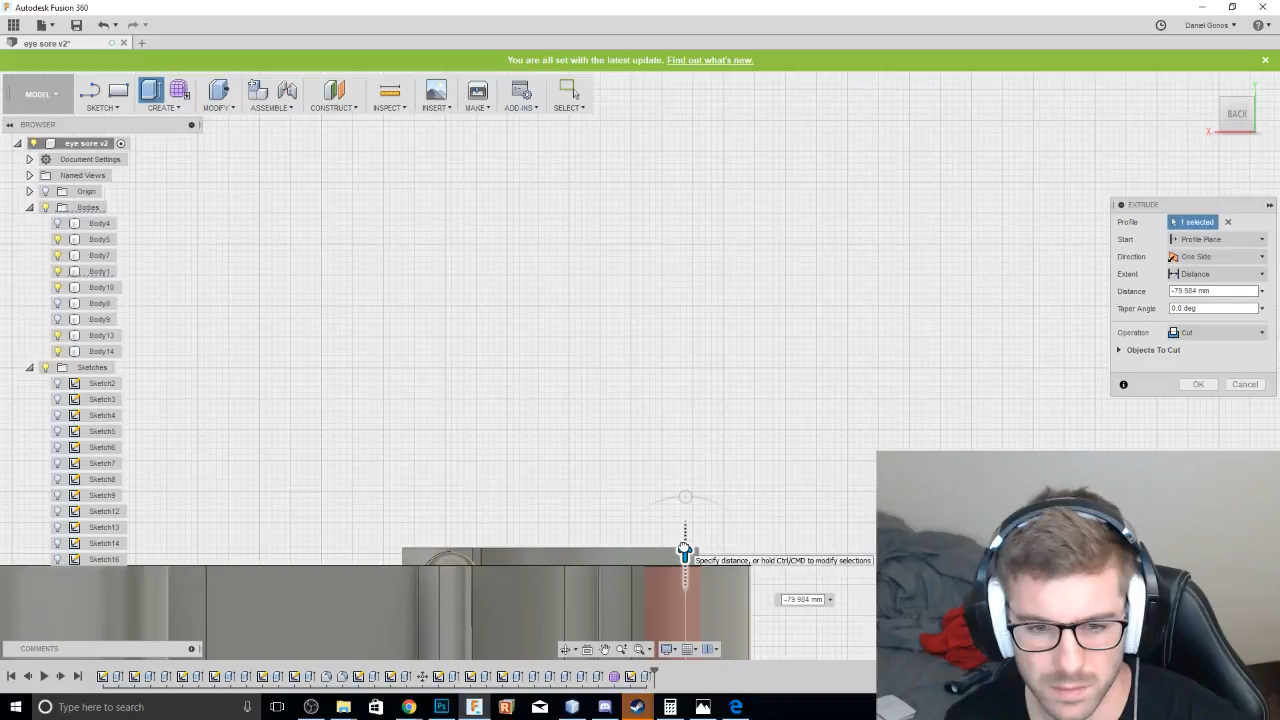 Autodesk Fusion 360
Daniel Gonos
eye sore v2*
You are all set with the latest update. Find out what's new.
MODEL
SKETCH
CREATE
MODIFY
ASSEMBLE
CONSTRUCT
INSPECT
INSERT
MAKE
ADD-INS
SELECT
BACK
Y
X
BROWSER
eye sore v2
Document Settings
Named Views
Origin
Bodies
Body4
Body5
Body7
Body1
Body10
Body8
Body9
Body13
Body14
Sketches
Sketch2
Sketch3
Sketch4
Sketch5
Sketch6
Sketch7
Sketch8
Sketch9
Sketch12
Sketch13
Sketch14
Sketch16
EXTRUDE
Profile 1 selected
Start Profile Plane
Direction One Side
Extent Distance
Distance -79.984 mm
Taper Angle 0.0 deg
Operation Cut
Objects To Cut
OK Cancel
Specify distance, or hold Ctrl/CMD to modify selections
-79.984 mm
COMMENTS
Type here to search